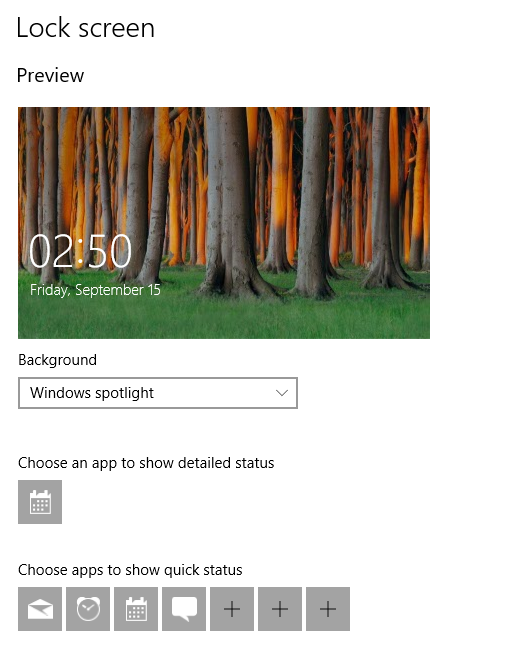 Lock screen
Preview
02:50
Friday, September 15
Background
Windows spotlight
Choose an app to show detailed status
Choose apps to show quick status